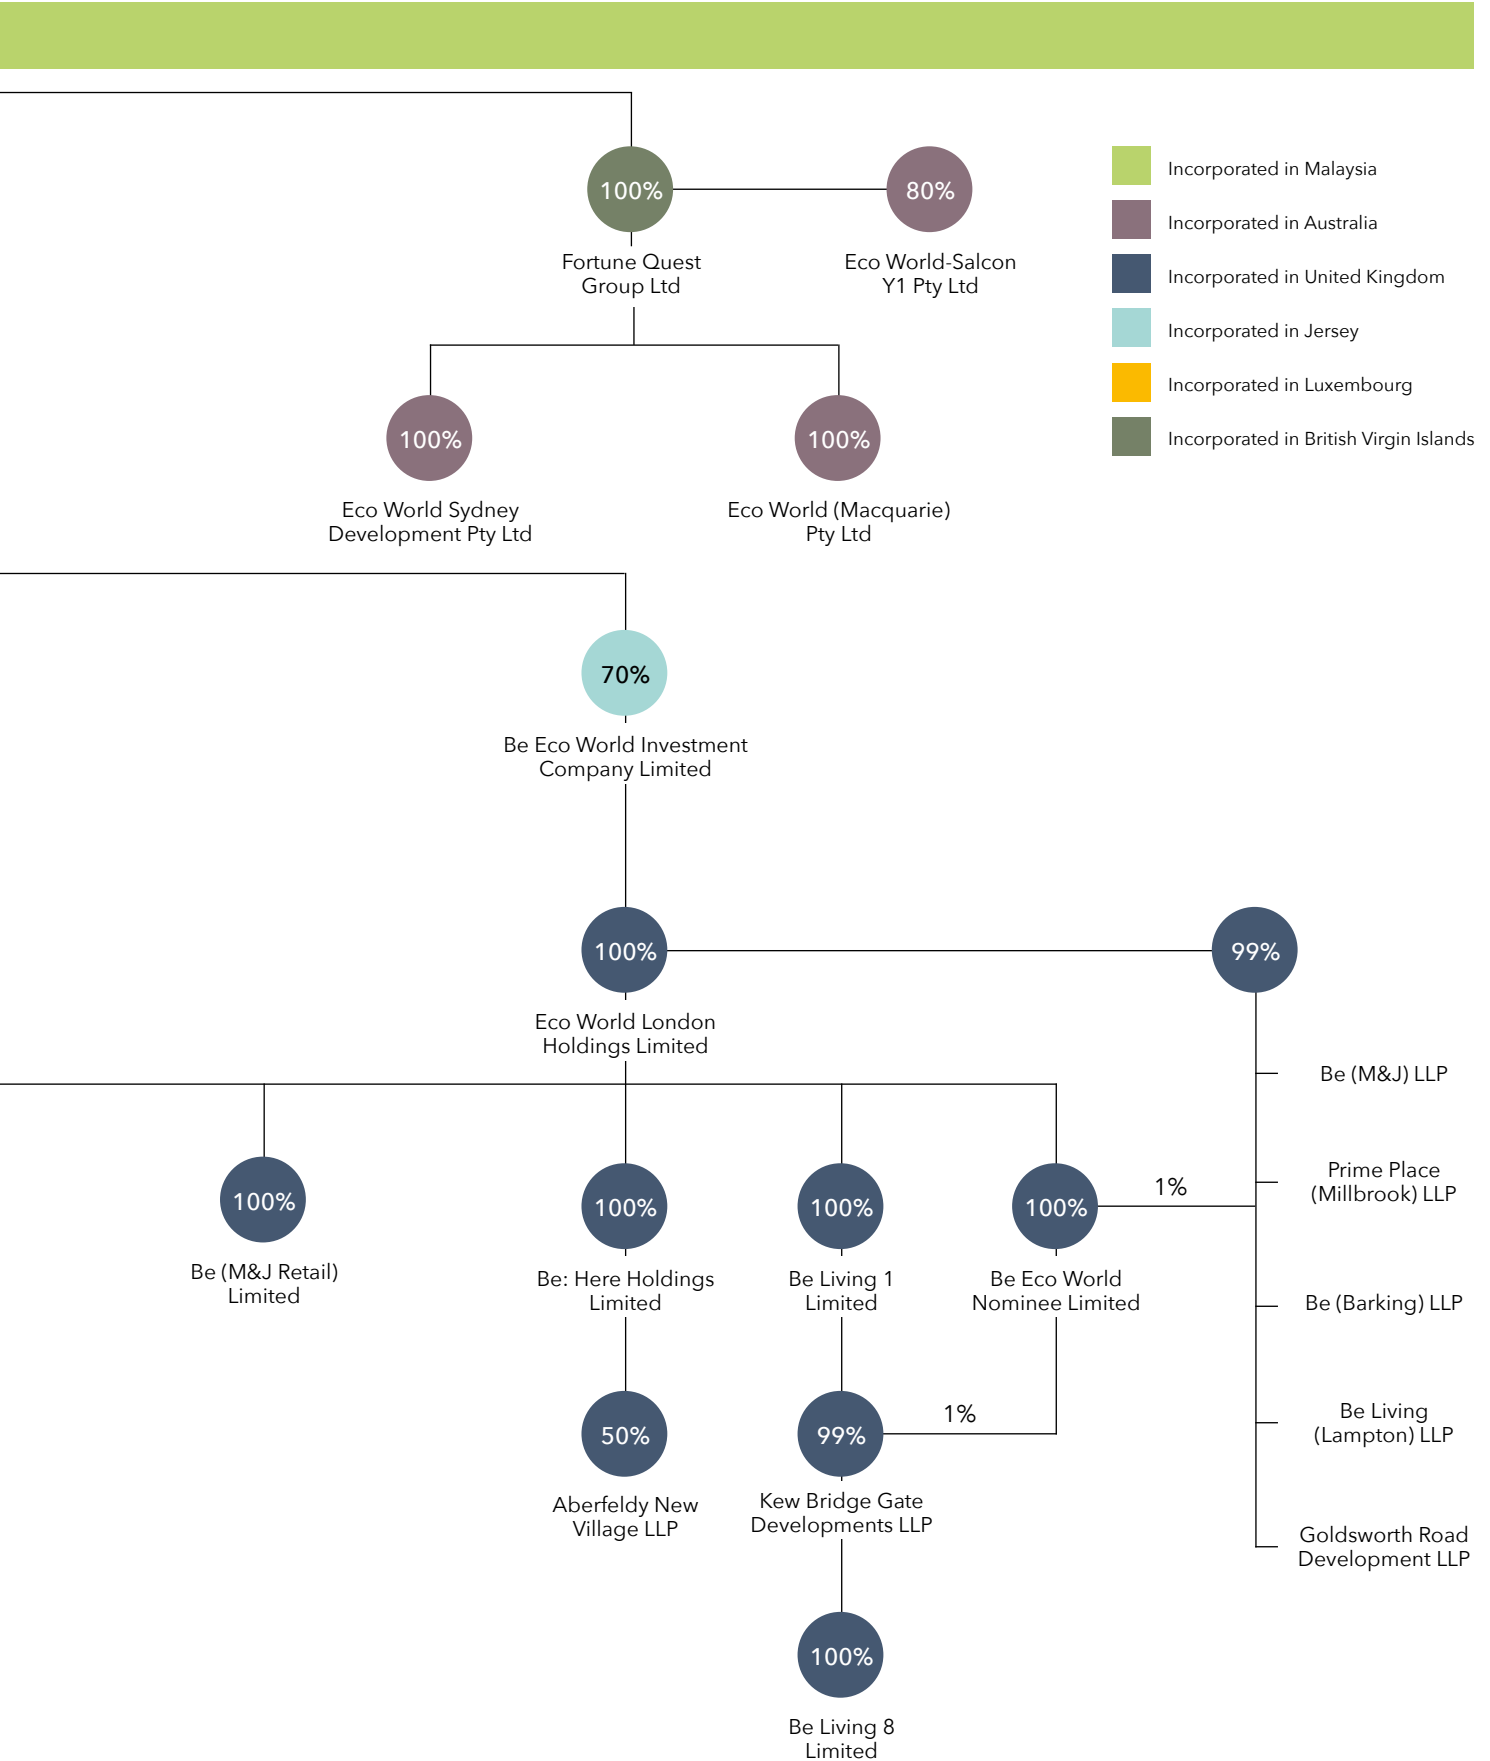 100%
80%
Fortune Quest
Group Ltd
Eco World-Salcon
Y1 Pty Ltd
Incorporated in Malaysia
Incorporated in Australia
Incorporated in United Kingdom
Incorporated in Jersey
Incorporated in Luxembourg
Incorporated in British Virgin Islands
100%
100%
Eco World Sydney
Development Pty Ltd
Eco World (Macquarie)
Pty Ltd
70%
Be Eco World Investment
Company Limited
100%
99%
Eco World London
Holdings Limited
Be (M&J) LLP
Prime Place
(Millbrook) LLP
Be (Barking) LLP
Be Living
(Lampton) LLP
Goldsworth Road
Development LLP
100%
100%
100%
100%
1%
Be (M&J Retail)
Limited
Be: Here Holdings
Limited
Be Living 1
Limited
Be Eco World
Nominee Limited
50%
99%
1%
Aberfeldy New
Village LLP
Kew Bridge Gate
Developments LLP
100%
Be Living 8
Limited